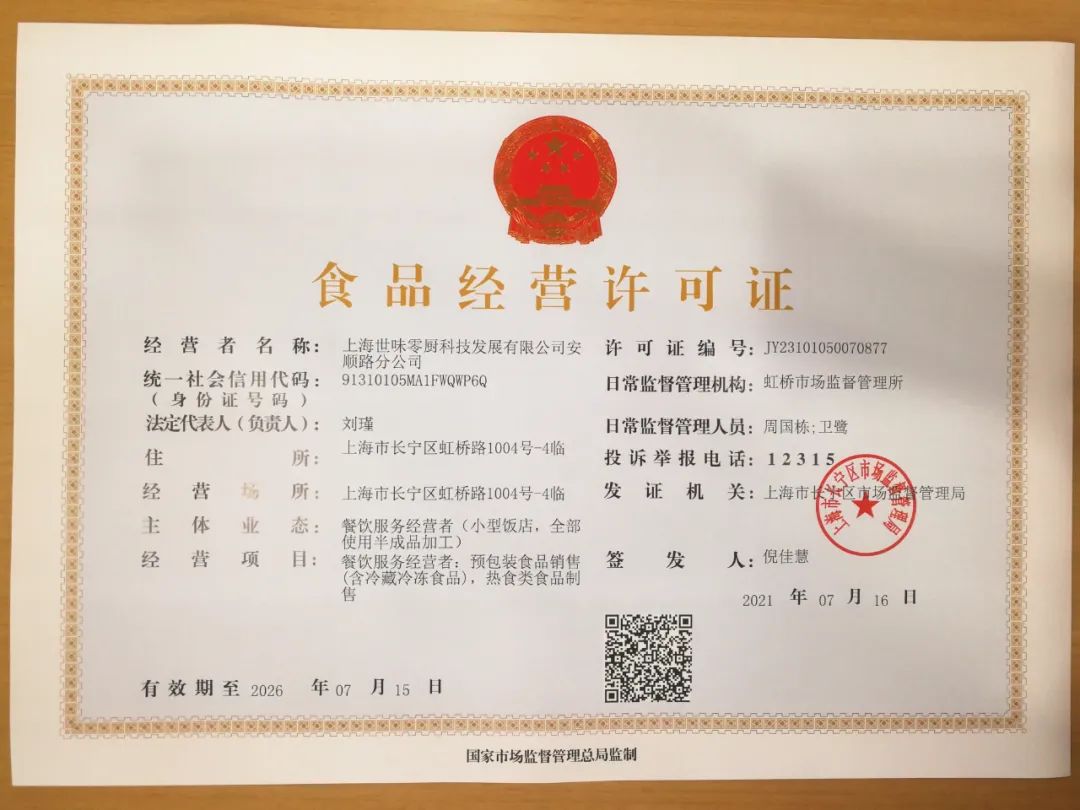 食品经营许可证
经营者名称：上海世味零厨科技发展有限公司安
顺路分公司
统一社会信用代码：91310105MA1FWQWP6Q
（身份证号码）
法定代表人（负责人）：刘瑾
住所：上海市长宁区虹桥路1004号-4临
经营场所：上海市长宁区虹桥路1004号-4临
主体业态：餐饮服务经营者（小型饭店，全部
使用半成品加工）
经营项目：餐饮服务经营者：预包装食品销售
(含冷藏冷冻食品)，热食类食品制
售
有效期至2026年07月15日
许可证编号：JY23101050070877
日常监督管理机构：虹桥市场监督管理所
日常监督管理人员：周国栋;卫鹭
投诉举报电话：12315
发证机关：上海市长宁区市场监督管理局
上海市长宁区市场监督管理局
签发人：倪佳慧
2021年07月16日
国家市场监督管理总局监制